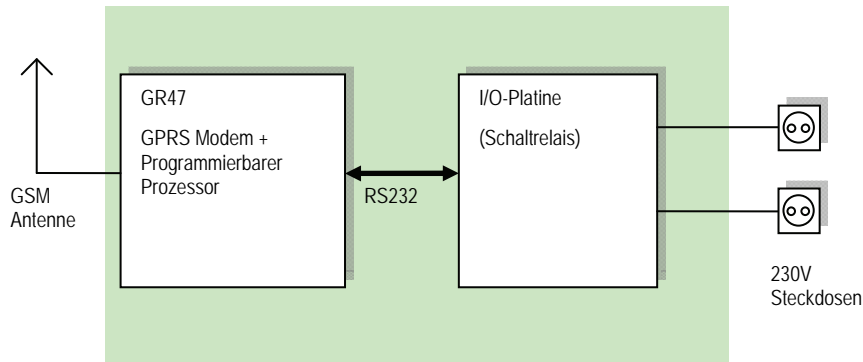 GSM
Antenne
GR47
GPRS Modem +
Programmierbarer
Prozessor
RS232
I/O-Platine
(Schaltrelais)
230V
Steckdosen